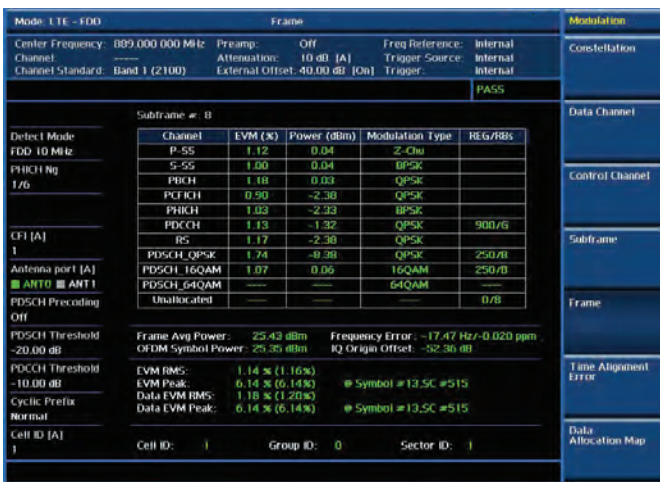 Mode: LTE - FDD Frame Modulation
Center Frequency: 889.000 000 MHz Preamp: Off Freq Reference: Internal
Channel: ----- Attenuation: 10 dB [A] Trigger Source: Internal
Channel Standard: Band 1 (2100) External Offset: 40.00 dB [On] Trigger: Internal
PASS
Subframe #: 8
Detect Mode
FDD 10 MHz
PHICH Ng
1/6
CFI [A]
1
Antenna port [A]
ANT0 ANT1
PDSCH Precoding
Off
PDSCH Threshold
-20.00 dB
PDCCH Threshold
-10.00 dB
Cyclic Prefix
Normal
Cell ID [A]
1
Channel EVM (%) Power (dBm) Modulation Type REG/RBs
P-SS 1.12 0.04 Z-Chu
S-SS 1.00 0.04 BPSK
PBCH 1.18 0.03 QPSK
PCFICH 0.90 -2.38 QPSK
PHICH 1.03 -2.33 BPSK
PDCCH 1.13 -1.32 QPSK 900/G
RS 1.17 -2.38 QPSK
PDSCH_QPSK 1.74 -8.38 QPSK 250/8
PDSCH_16QAM 1.07 0.06 16QAM 250/8
PDSCH_64QAM ---- ---- 64QAM ----
Unallocated ---- ---- ---- 0/8
Frame Avg Power: 25.43 dBm Frequency Error: -17.47 Hz/-0.020 ppm
OFDM Symbol Power: 25.35 dBm IQ Origin Offset: -52.36 dB
EVM RMS: 1.14 % (1.16%)
EVM Peak: 6.14 % (6.14%) @ Symbol #13,SC #515
Data EVM RMS: 1.18 % (1.20%)
Data EVM Peak: 6.14 % (6.14%) @ Symbol #13,SC #515
Cell ID: 1 Group ID: 0 Sector ID: 1
Constellation
Data Channel
Control Channel
Subframe
Frame
Time Alignment
Error
Data
Allocation Map